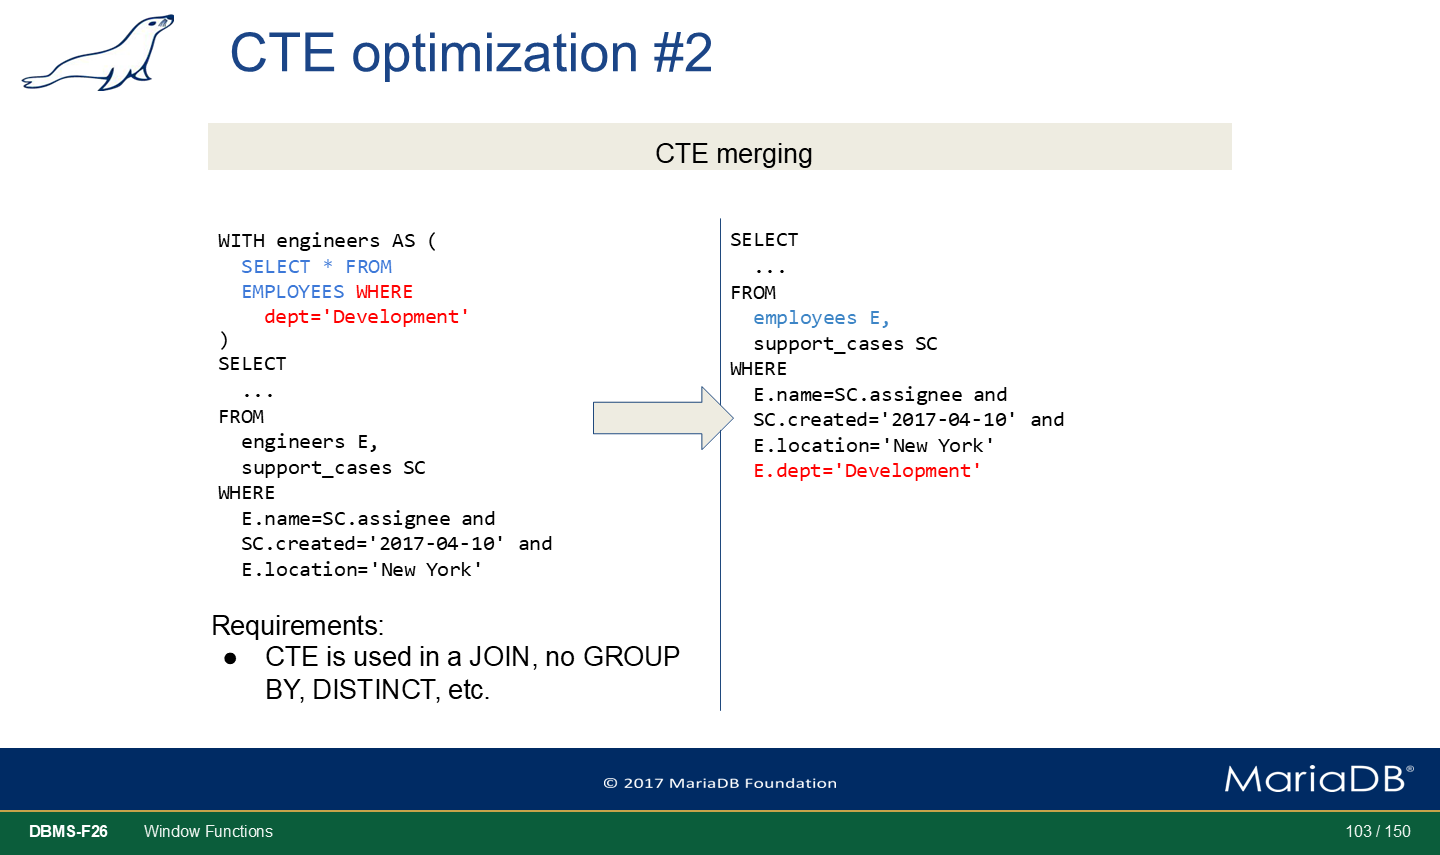 CTE optimization #2
CTE merging
WITH engineers AS (
SELECT * FROM
EMPLOYEES WHERE
dept='Development'
)
SELECT
...
FROM
engineers E,
support_cases SC
WHERE
E.name=SC.assignee and
SC.created='2017-04-10' and
E.location='New York'
Requirements:
● CTE is used in a JOIN, no GROUP
BY, DISTINCT, etc.
SELECT
...
FROM
employees E,
support_cases SC
WHERE
E.name=SC.assignee and
SC.created='2017-04-10' and
E.location='New York'
E.dept='Development'
© 2017 MariaDB Foundation
MariaDB®
DBMS-F26 Window Functions 103 / 150